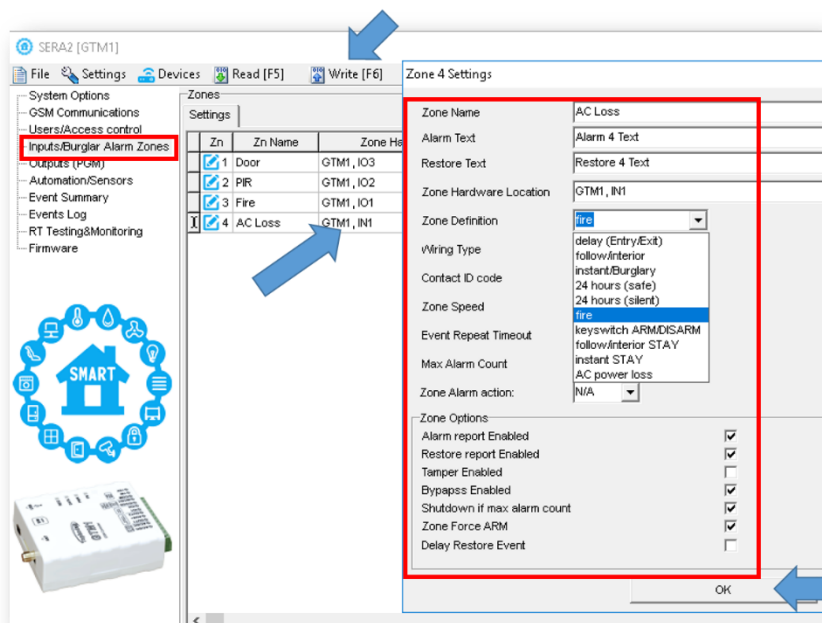 SERA2 [GTM1]
File Settings Devices Read [F5] Write [F6]
System Options
GSM Communications
Users/Access control
Inputs/Burglar Alarm Zones
Outputs (PGM)
Automation/Sensors
Event Summary
Events Log
RT Testing&Monitoring
Firmware
SMART
Zones
Settings
Zn Zn Name Zone Ha
1 Door GTM1, IO3
2 PIR GTM1, IO2
3 Fire GTM1, IO1
4 AC Loss GTM1, IN1
Zone 4 Settings
Zone Name AC Loss
Alarm Text Alarm 4 Text
Restore Text Restore 4 Text
Zone Hardware Location GTM1, IN1
Zone Definition fire
delay (Entry/Exit)
follow/interior
instant/Burglary
24 hours (safe)
24 hours (silent)
fire
keyswitch ARM/DISARM
follow/interior STAY
instant STAY
AC power loss
Wiring Type
Contact ID code
Zone Speed
Event Repeat Timeout
Max Alarm Count
Zone Alarm action: N/A
Zone Options
Alarm report Enabled
Restore report Enabled
Tamper Enabled
Bypapss Enabled
Shutdown if max alarm count
Zone Force ARM
Delay Restore Event
OK